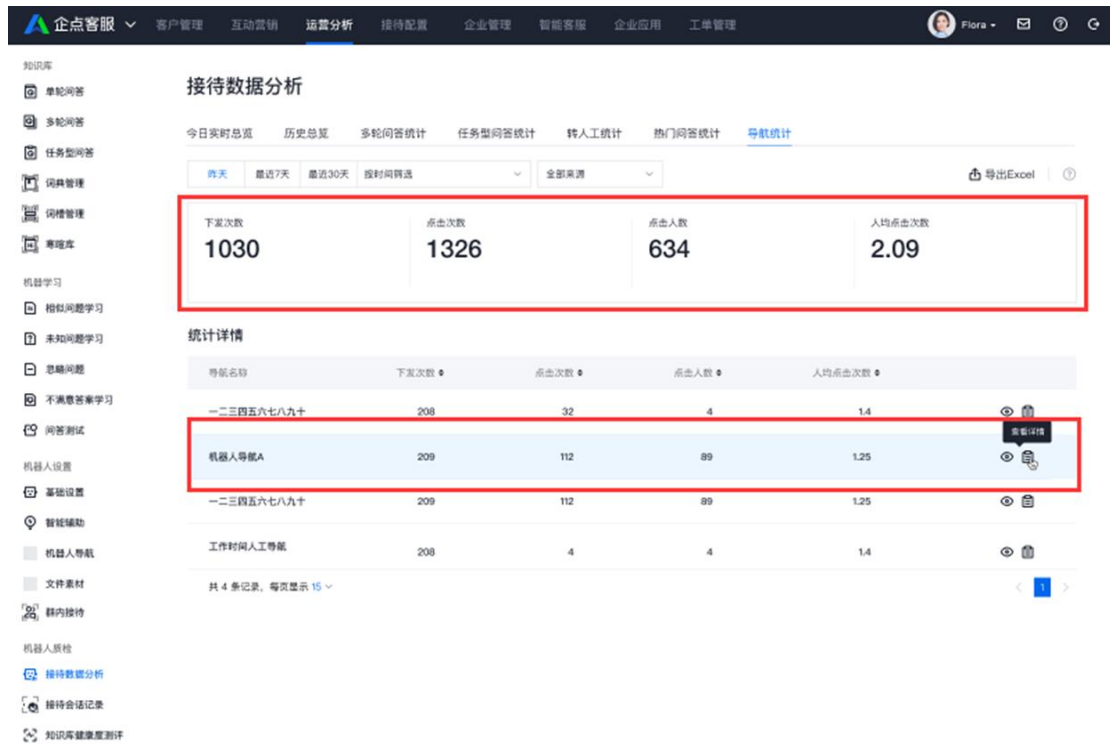 企点客服 客户管理 互动营销 运营分析 接待配置 企业管理 智能客服 企业应用 工单管理 Flora
知识库
单轮问答
多轮问答
任务型问答
词典管理
词槽管理
寒暄库
机器学习
相似问题学习
未知问题学习
忽略问题
不满意答案学习
问答测试
机器人设置
基础设置
智能辅助
机器人导航
文件素材
群内接待
机器人质检
接待数据分析
接待会话记录
知识库健康度测评
接待数据分析
今日实时总览 历史总览 多轮问答统计 任务型问答统计 转人工统计 热门问答统计 导航统计
昨天 最近7天 最近30天 按时间筛选 全部来源 导出Excel
下发次数 点击次数 点击人数 人均点击次数
1030 1326 634 2.09
统计详情
导航名称 下发次数 点击次数 点击人数 人均点击次数
一二三四五六七八九十 208 32 4 1.4
查看详情
机器人导航A 209 112 89 1.25
一二三四五六七八九十 209 112 89 1.25
工作时间人工导航 208 4 4 1.4
共 4 条记录, 每页显示 15 1